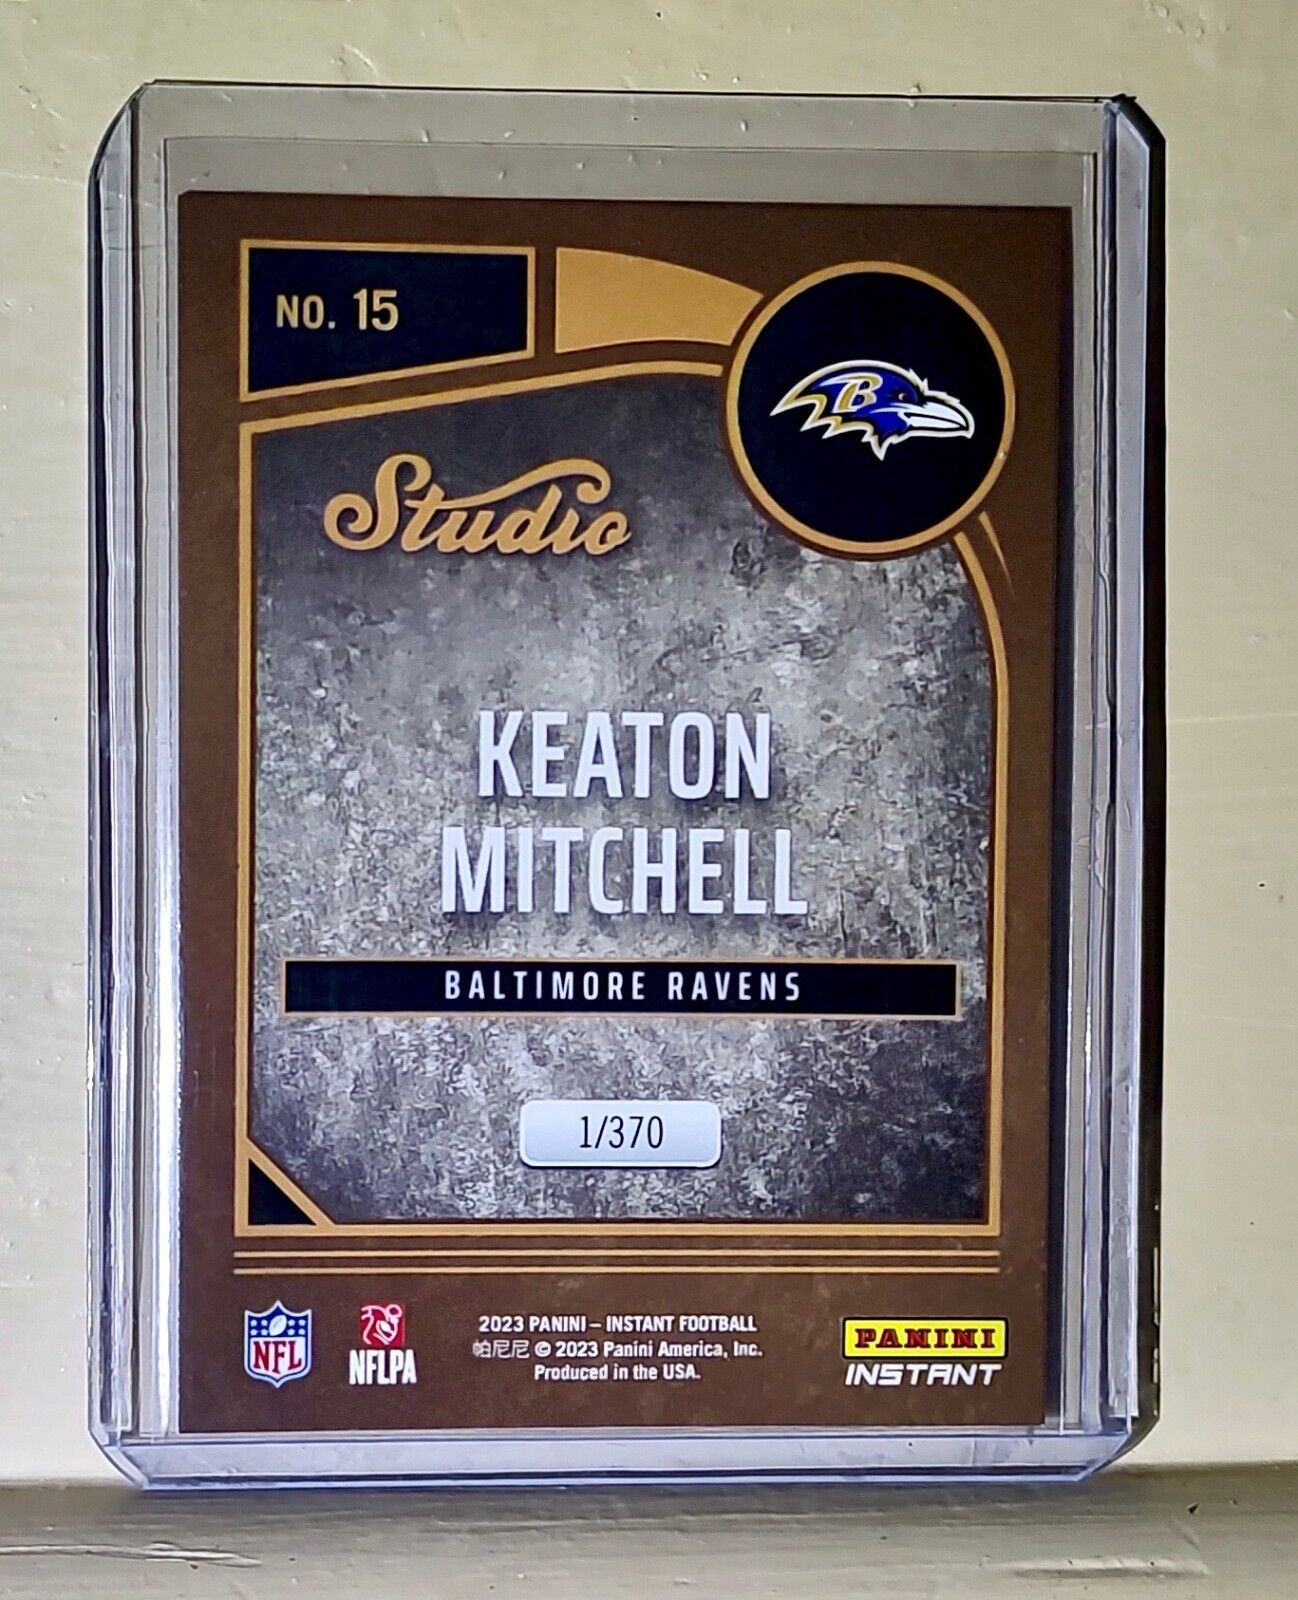 NO. 15
B
Studio
KEATON
MITCHELL
BALTIMORE RAVENS
1/370
NFL
NFLPA
2023 PANINI – INSTANT FOOTBALL
帕尼尼 © 2023 Panini America, Inc.
Produced in the USA.
PANINI
INSTANT